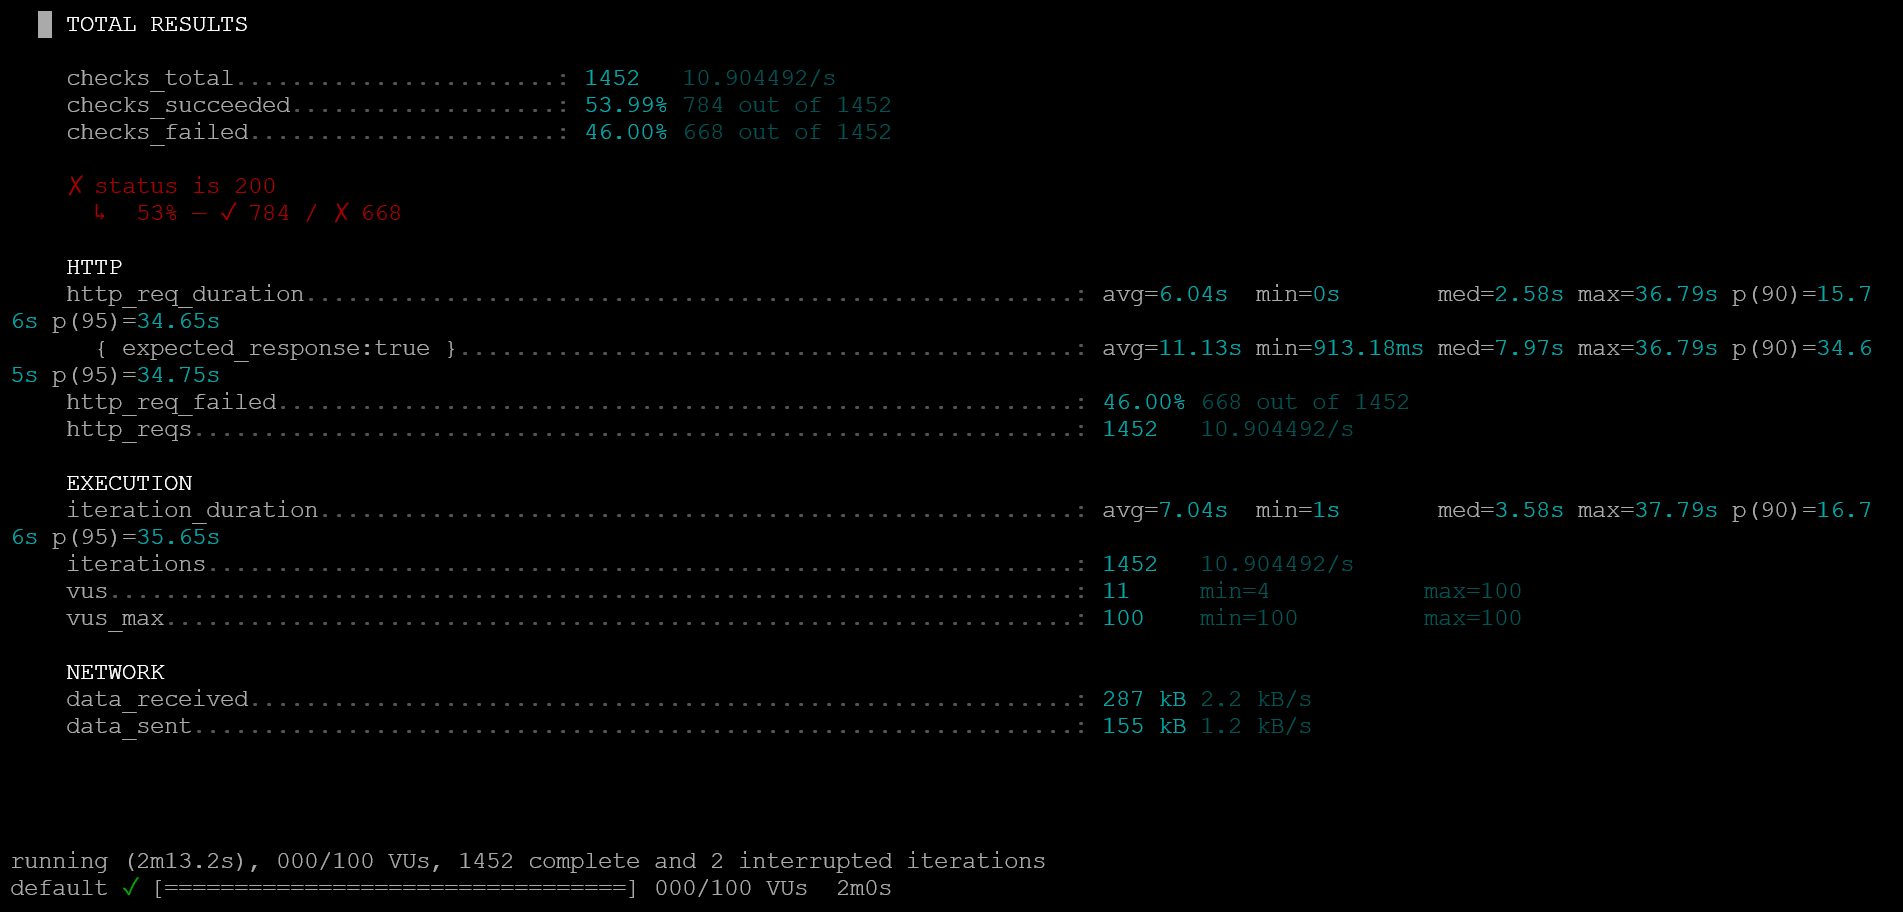 █ TOTAL RESULTS
checks_total.......................: 1452   10.904492/s
checks_succeeded...................: 53.99% 784 out of 1452
checks_failed......................: 46.00% 668 out of 1452
✗ status is 200
↳  53% — ✓ 784 / ✗ 668
HTTP
http_req_duration.......................................................: avg=6.04s  min=0s       med=2.58s max=36.79s p(90)=15.7
6s p(95)=34.65s
{ expected_response:true }............................................: avg=11.13s min=913.18ms med=7.97s max=36.79s p(90)=34.6
5s p(95)=34.75s
http_req_failed.........................................................: 46.00% 668 out of 1452
http_reqs...............................................................: 1452   10.904492/s
EXECUTION
iteration_duration......................................................: avg=7.04s  min=1s       med=3.58s max=37.79s p(90)=16.7
6s p(95)=35.65s
iterations..............................................................: 1452   10.904492/s
vus.....................................................................: 11     min=4           max=100
vus_max.................................................................: 100    min=100         max=100
NETWORK
data_received...........................................................: 287 kB 2.2 kB/s
data_sent...............................................................: 155 kB 1.2 kB/s
running (2m13.2s), 000/100 VUs, 1452 complete and 2 interrupted iterations
default ✓ [=================================] 000/100 VUs  2m0s